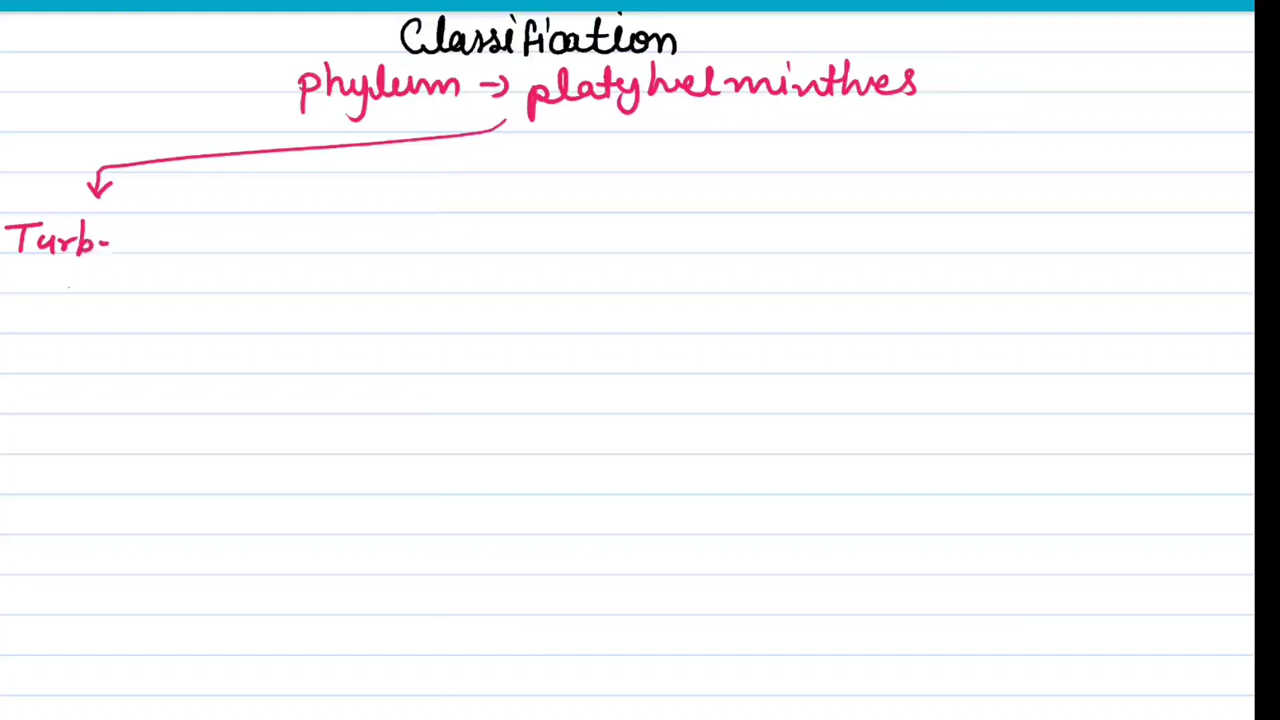 Classification
phylum → platyhelminthes
Turb-